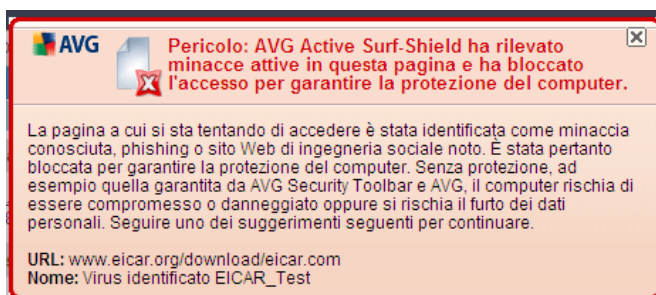 AVG
Pericolo: AVG Active Surf-Shield ha rilevato
minacce attive in questa pagina e ha bloccato
l'accesso per garantire la protezione del computer.
La pagina a cui si sta tentando di accedere è stata identificata come minaccia
conosciuta, phishing o sito Web di ingegneria sociale noto. È stata pertanto
bloccata per garantire la protezione del computer. Senza protezione, ad
esempio quella garantita da AVG Security Toolbar e AVG, il computer rischia di
essere compromesso o danneggiato oppure si rischia il furto dei dati
personali. Seguire uno dei suggerimenti seguenti per continuare.
URL: www.eicar.org/download/eicar.com
Nome: Virus identificato EICAR_Test